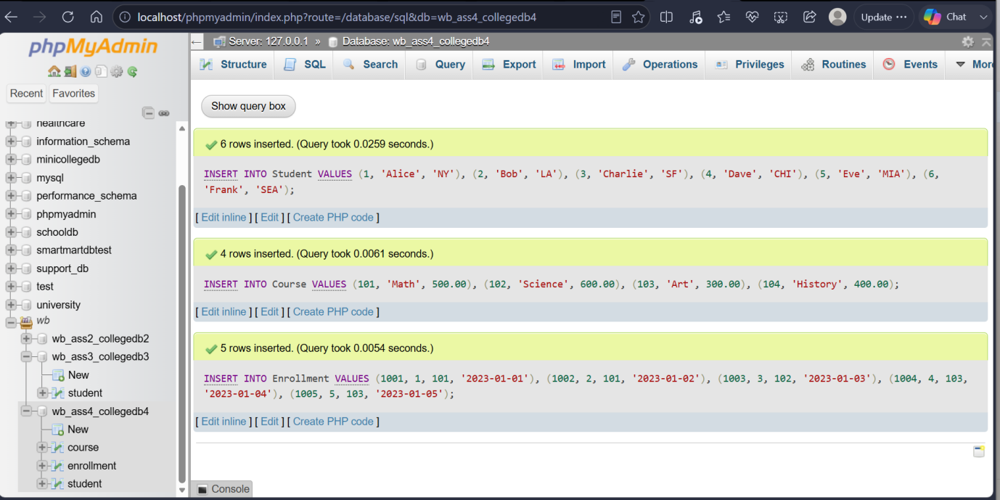 localhost/phpmyadmin/index.php?route=/database/sql&db=wb_ass4_collegedb4
Update
Chat
phpMyAdmin
Recent
Favorites
healthcare
information_schema
minicollegedb
mysql
performance_schema
phpmyadmin
schooldb
smartmartdbtest
support_db
test
university
wb
wb_ass2_collegedb2
wb_ass3_collegedb3
New
student
wb_ass4_collegedb4
New
course
enrollment
student
Server: 127.0.0.1 » Database: wb_ass4_collegedb4
Structure SQL Search Query Export Import Operations Privileges Routines Events More
Show query box
6 rows inserted. (Query took 0.0259 seconds.)
INSERT INTO Student VALUES (1, 'Alice', 'NY'), (2, 'Bob', 'LA'), (3, 'Charlie', 'SF'), (4, 'Dave', 'CHI'), (5, 'Eve', 'MIA'), (6,
'Frank', 'SEA');
[ Edit inline ] [ Edit ] [ Create PHP code ]
4 rows inserted. (Query took 0.0061 seconds.)
INSERT INTO Course VALUES (101, 'Math', 500.00), (102, 'Science', 600.00), (103, 'Art', 300.00), (104, 'History', 400.00);
[ Edit inline ] [ Edit ] [ Create PHP code ]
5 rows inserted. (Query took 0.0054 seconds.)
INSERT INTO Enrollment VALUES (1001, 1, 101, '2023-01-01'), (1002, 2, 101, '2023-01-02'), (1003, 3, 102, '2023-01-03'), (1004, 4, 103,
'2023-01-04'), (1005, 5, 103, '2023-01-05');
[ Edit inline ] [ Edit ] [ Create PHP code ]
Console